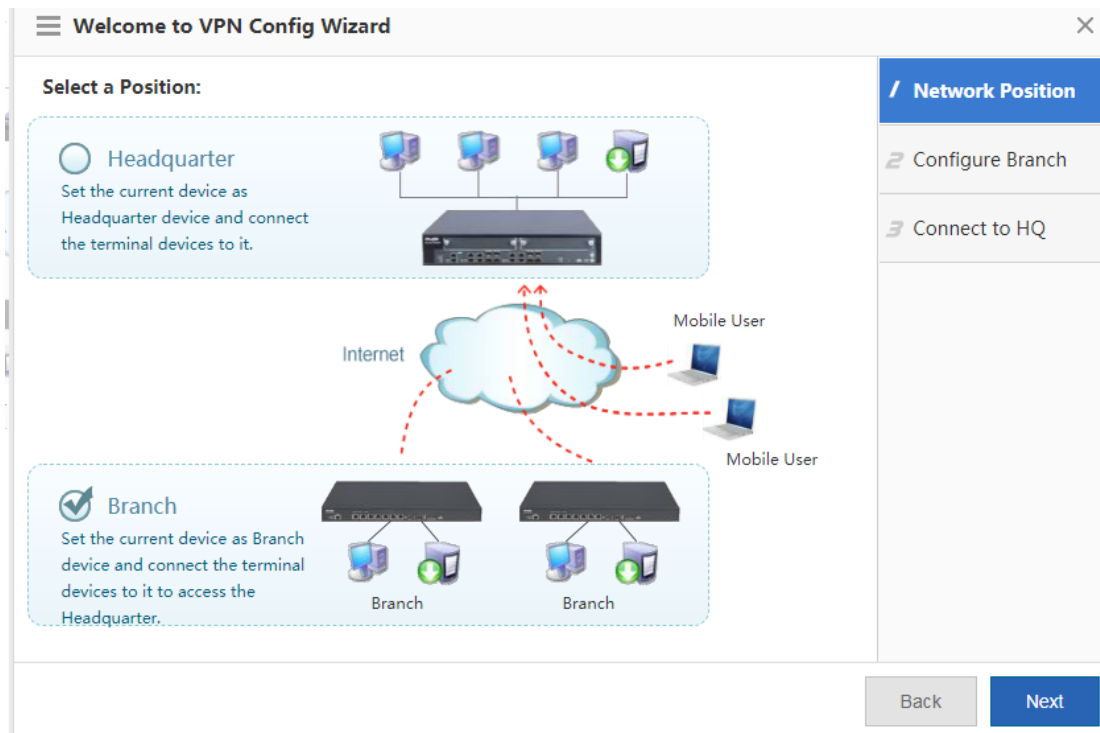 Welcome to VPN Config Wizard
Select a Position:
Headquarter
Set the current device as
Headquarter device and connect
the terminal devices to it.
Internet
Mobile User
Mobile User
Branch
Set the current device as Branch
device and connect the terminal
devices to it to access the
Headquarter.
Branch
Branch
1 Network Position
2 Configure Branch
3 Connect to HQ
Back
Next